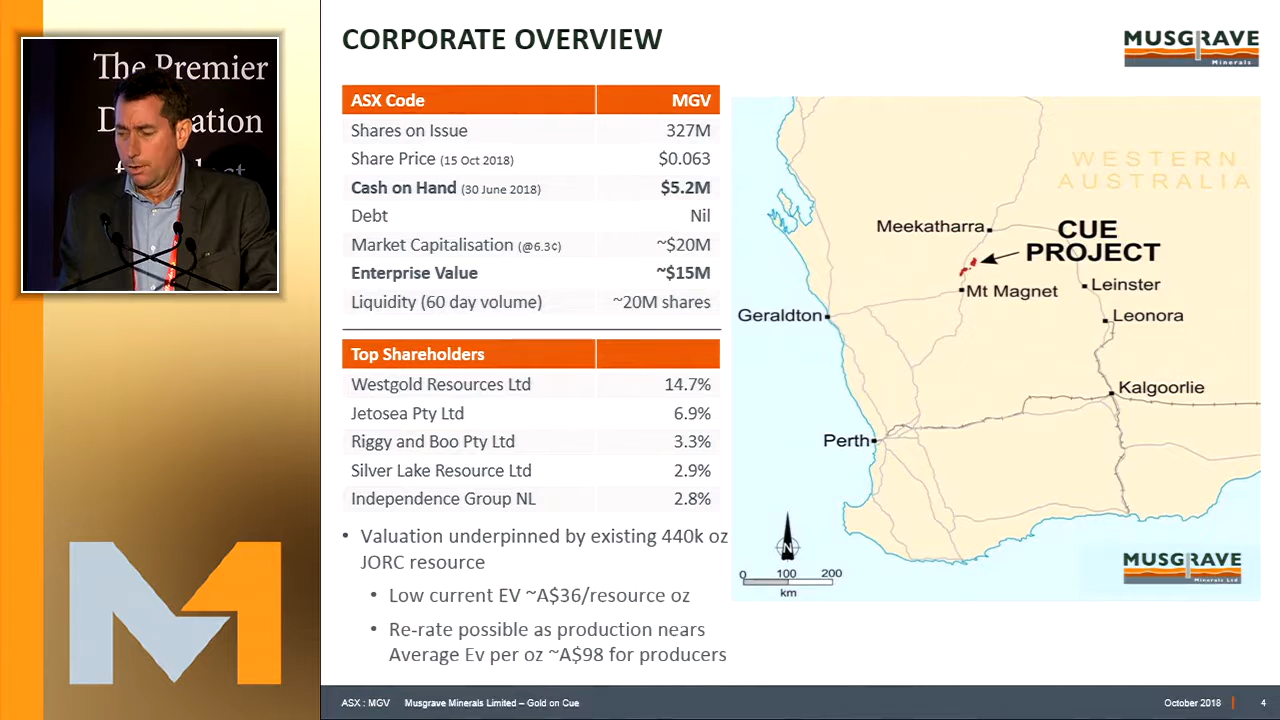 The Premier
CORPORATE OVERVIEW
MUSGRAVE
Minerals
ASX Code MGV
Shares on Issue 327M
Share Price (15 Oct 2018) $0.063
Cash on Hand (30 June 2018) $5.2M
Debt Nil
Market Capitalisation (@6.3¢) ~$20M
Enterprise Value ~$15M
Liquidity (60 day volume) ~20M shares
Top Shareholders
Westgold Resources Ltd 14.7%
Jetosea Pty Ltd 6.9%
Riggy and Boo Pty Ltd 3.3%
Silver Lake Resource Ltd 2.9%
Independence Group NL 2.8%
• Valuation underpinned by existing 440k oz
JORC resource
• Low current EV ~A$36/resource oz
• Re-rate possible as production nears
Average Ev per oz ~A$98 for producers
WESTERN
AUSTRALIA
Meekatharra
CUE
PROJECT
Mt Magnet
Leinster
Geraldton
Leonora
Kalgoorlie
Perth
N
0 100 200
km
MUSGRAVE
Minerals Ltd
M1
ASX : MGV Musgrave Minerals Limited – Gold on Cue October 2018 4